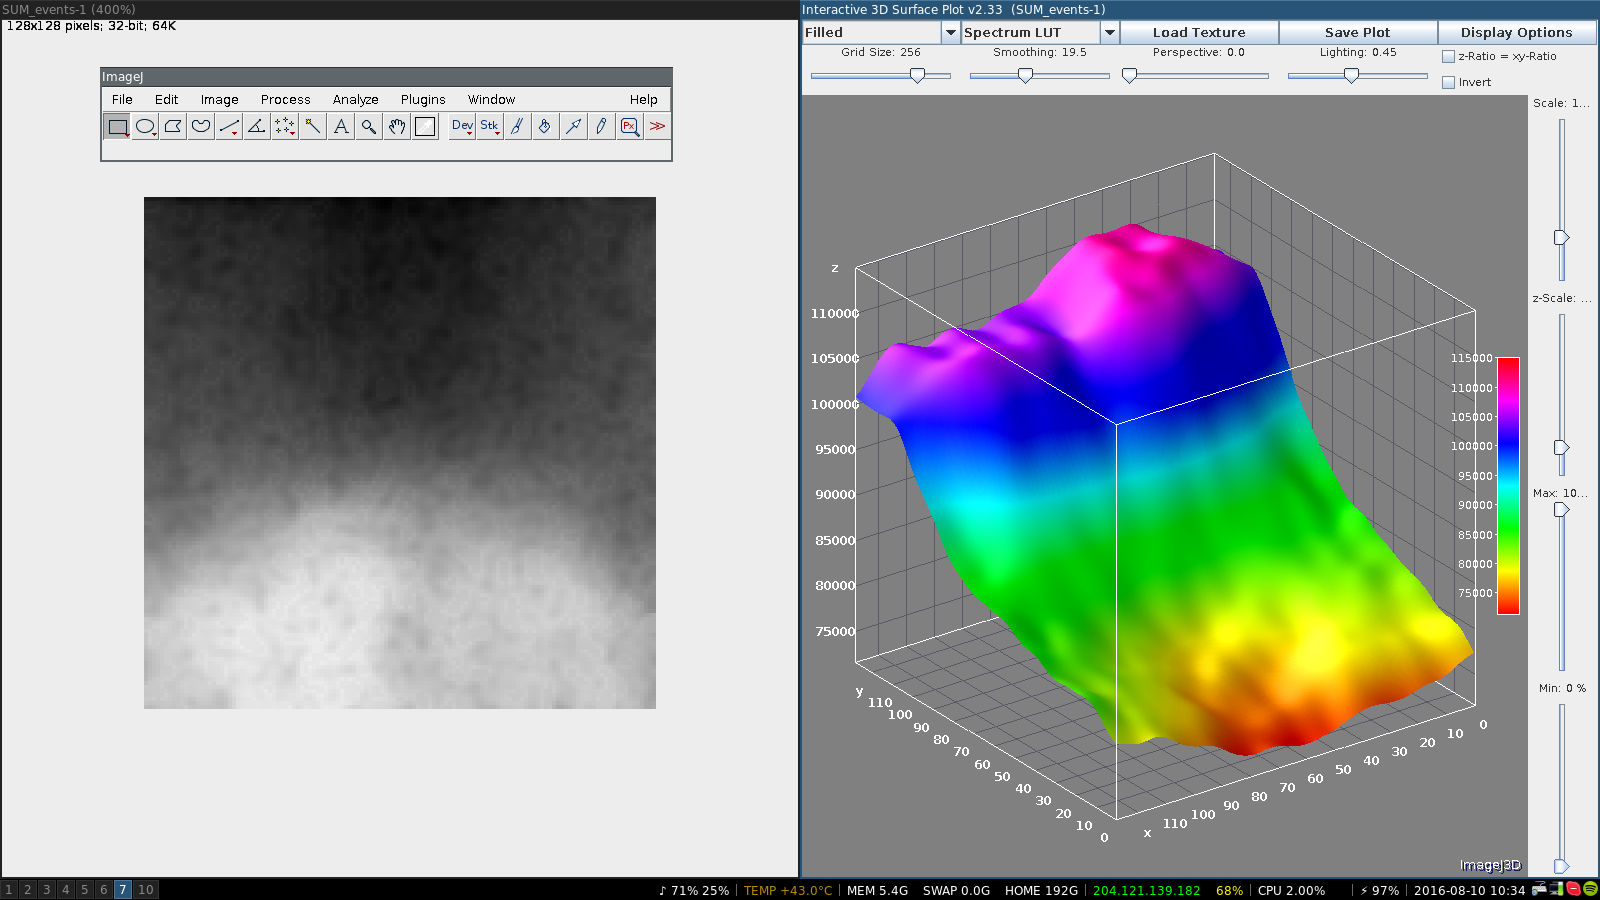 SUM_events-1 (400%)
128x128 pixels; 32-bit; 64K
ImageJ
File Edit Image Process Analyze Plugins Window Help
Dev Stk Px >>
Interactive 3D Surface Plot v2.33 (SUM_events-1)
Filled Spectrum LUT Load Texture Save Plot Display Options
Grid Size: 256 Smoothing: 19.5 Perspective: 0.0 Lighting: 0.45
z-Ratio = xy-Ratio
Invert
Scale: 1...
z-Scale: ...
Max: 10...
Min: 0 %
z
110000
105000
100000
95000
90000
85000
80000
75000
y
110
100
90
80
70
60
50
40
30
20
10
0
x
110
100
90
80
70
60
50
40
30
20
10
0
115000
110000
105000
100000
95000
90000
85000
80000
75000
ImageJ3D
1 2 3 4 5 6 7 10
♪ 71% 25% TEMP +43.0°C MEM 5.4G SWAP 0.0G HOME 192G 204.121.139.182 68% CPU 2.00% ⚡ 97% 2016-08-10 10:34